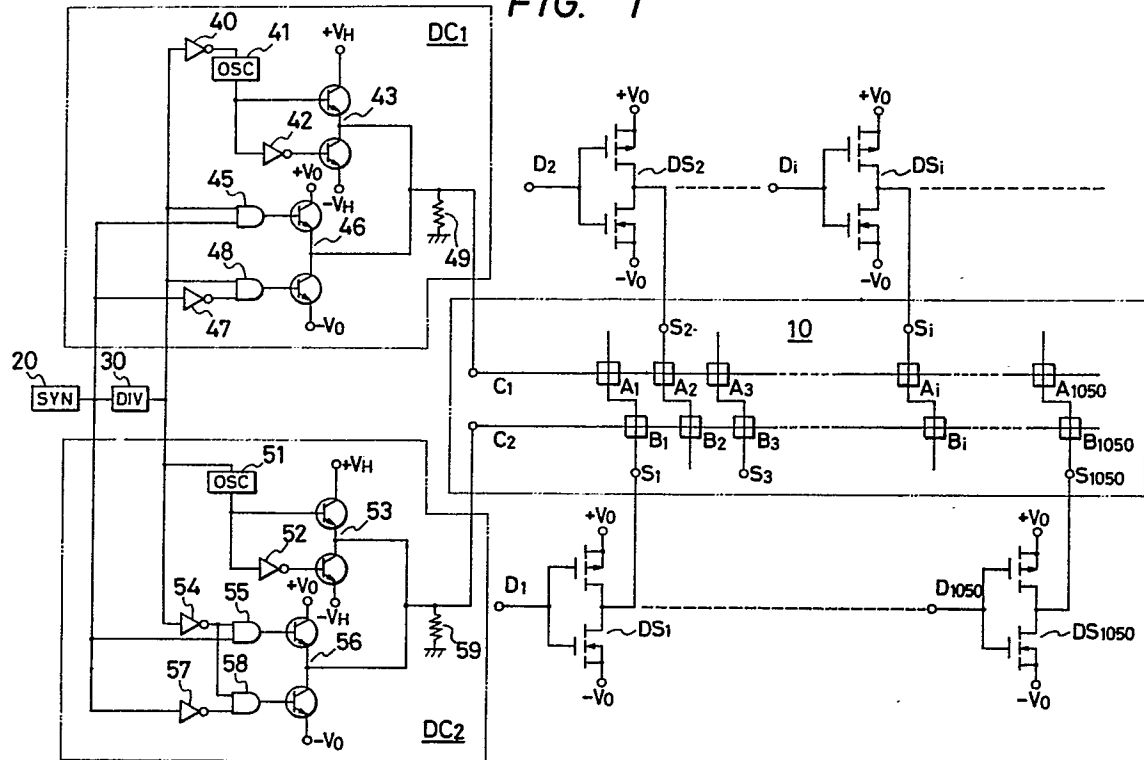 FIG. 1
DC1
40
41
OSC
+VH
43
42
-VH
45
+V0
46
48
49
47
-V0
+V0
D2
DS2
-V0
+V0
Di
DSi
-V0
20
SYN
30
DIV
10
S2
Si
C1
A1
A2
A3
Ai
A1050
C2
B1
B2
B3
Bi
B1050
S1
S3
S1050
51
OSC
+VH
53
52
-VH
54
55
+V0
56
57
58
59
-V0
DC2
+V0
D1
DS1
-V0
+V0
D1050
DS1050
-V0